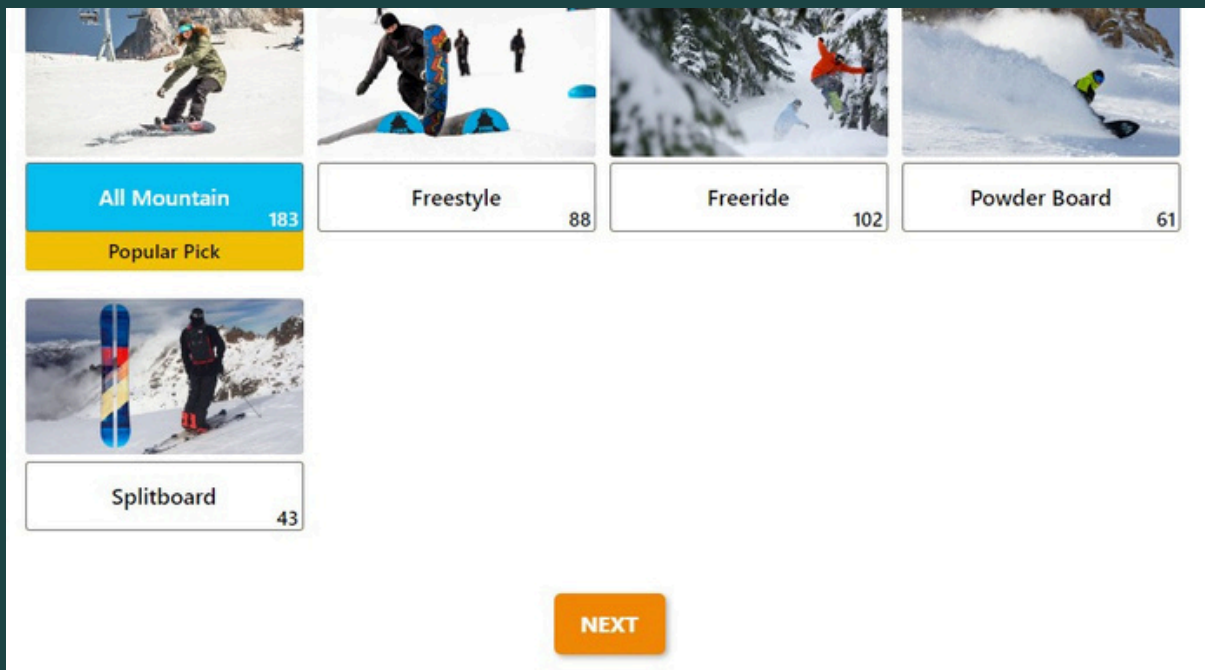 All Mountain
183
Freestyle
88
Freeride
102
Powder Board
61
Popular Pick
Splitboard
43
NEXT